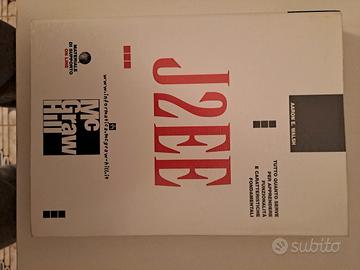 AARON E. WALSH
J2EE
TUTTO QUANTO SERVE
PER APPRENDERE
FUNZIONALITÀ
E CARATTERISTICHE
FONDAMENTALI
MATERIALE
DI SUPPORTO
ON LINE
www.informatica.mcgraw-hill.it
Mc
Graw
Hill
subito